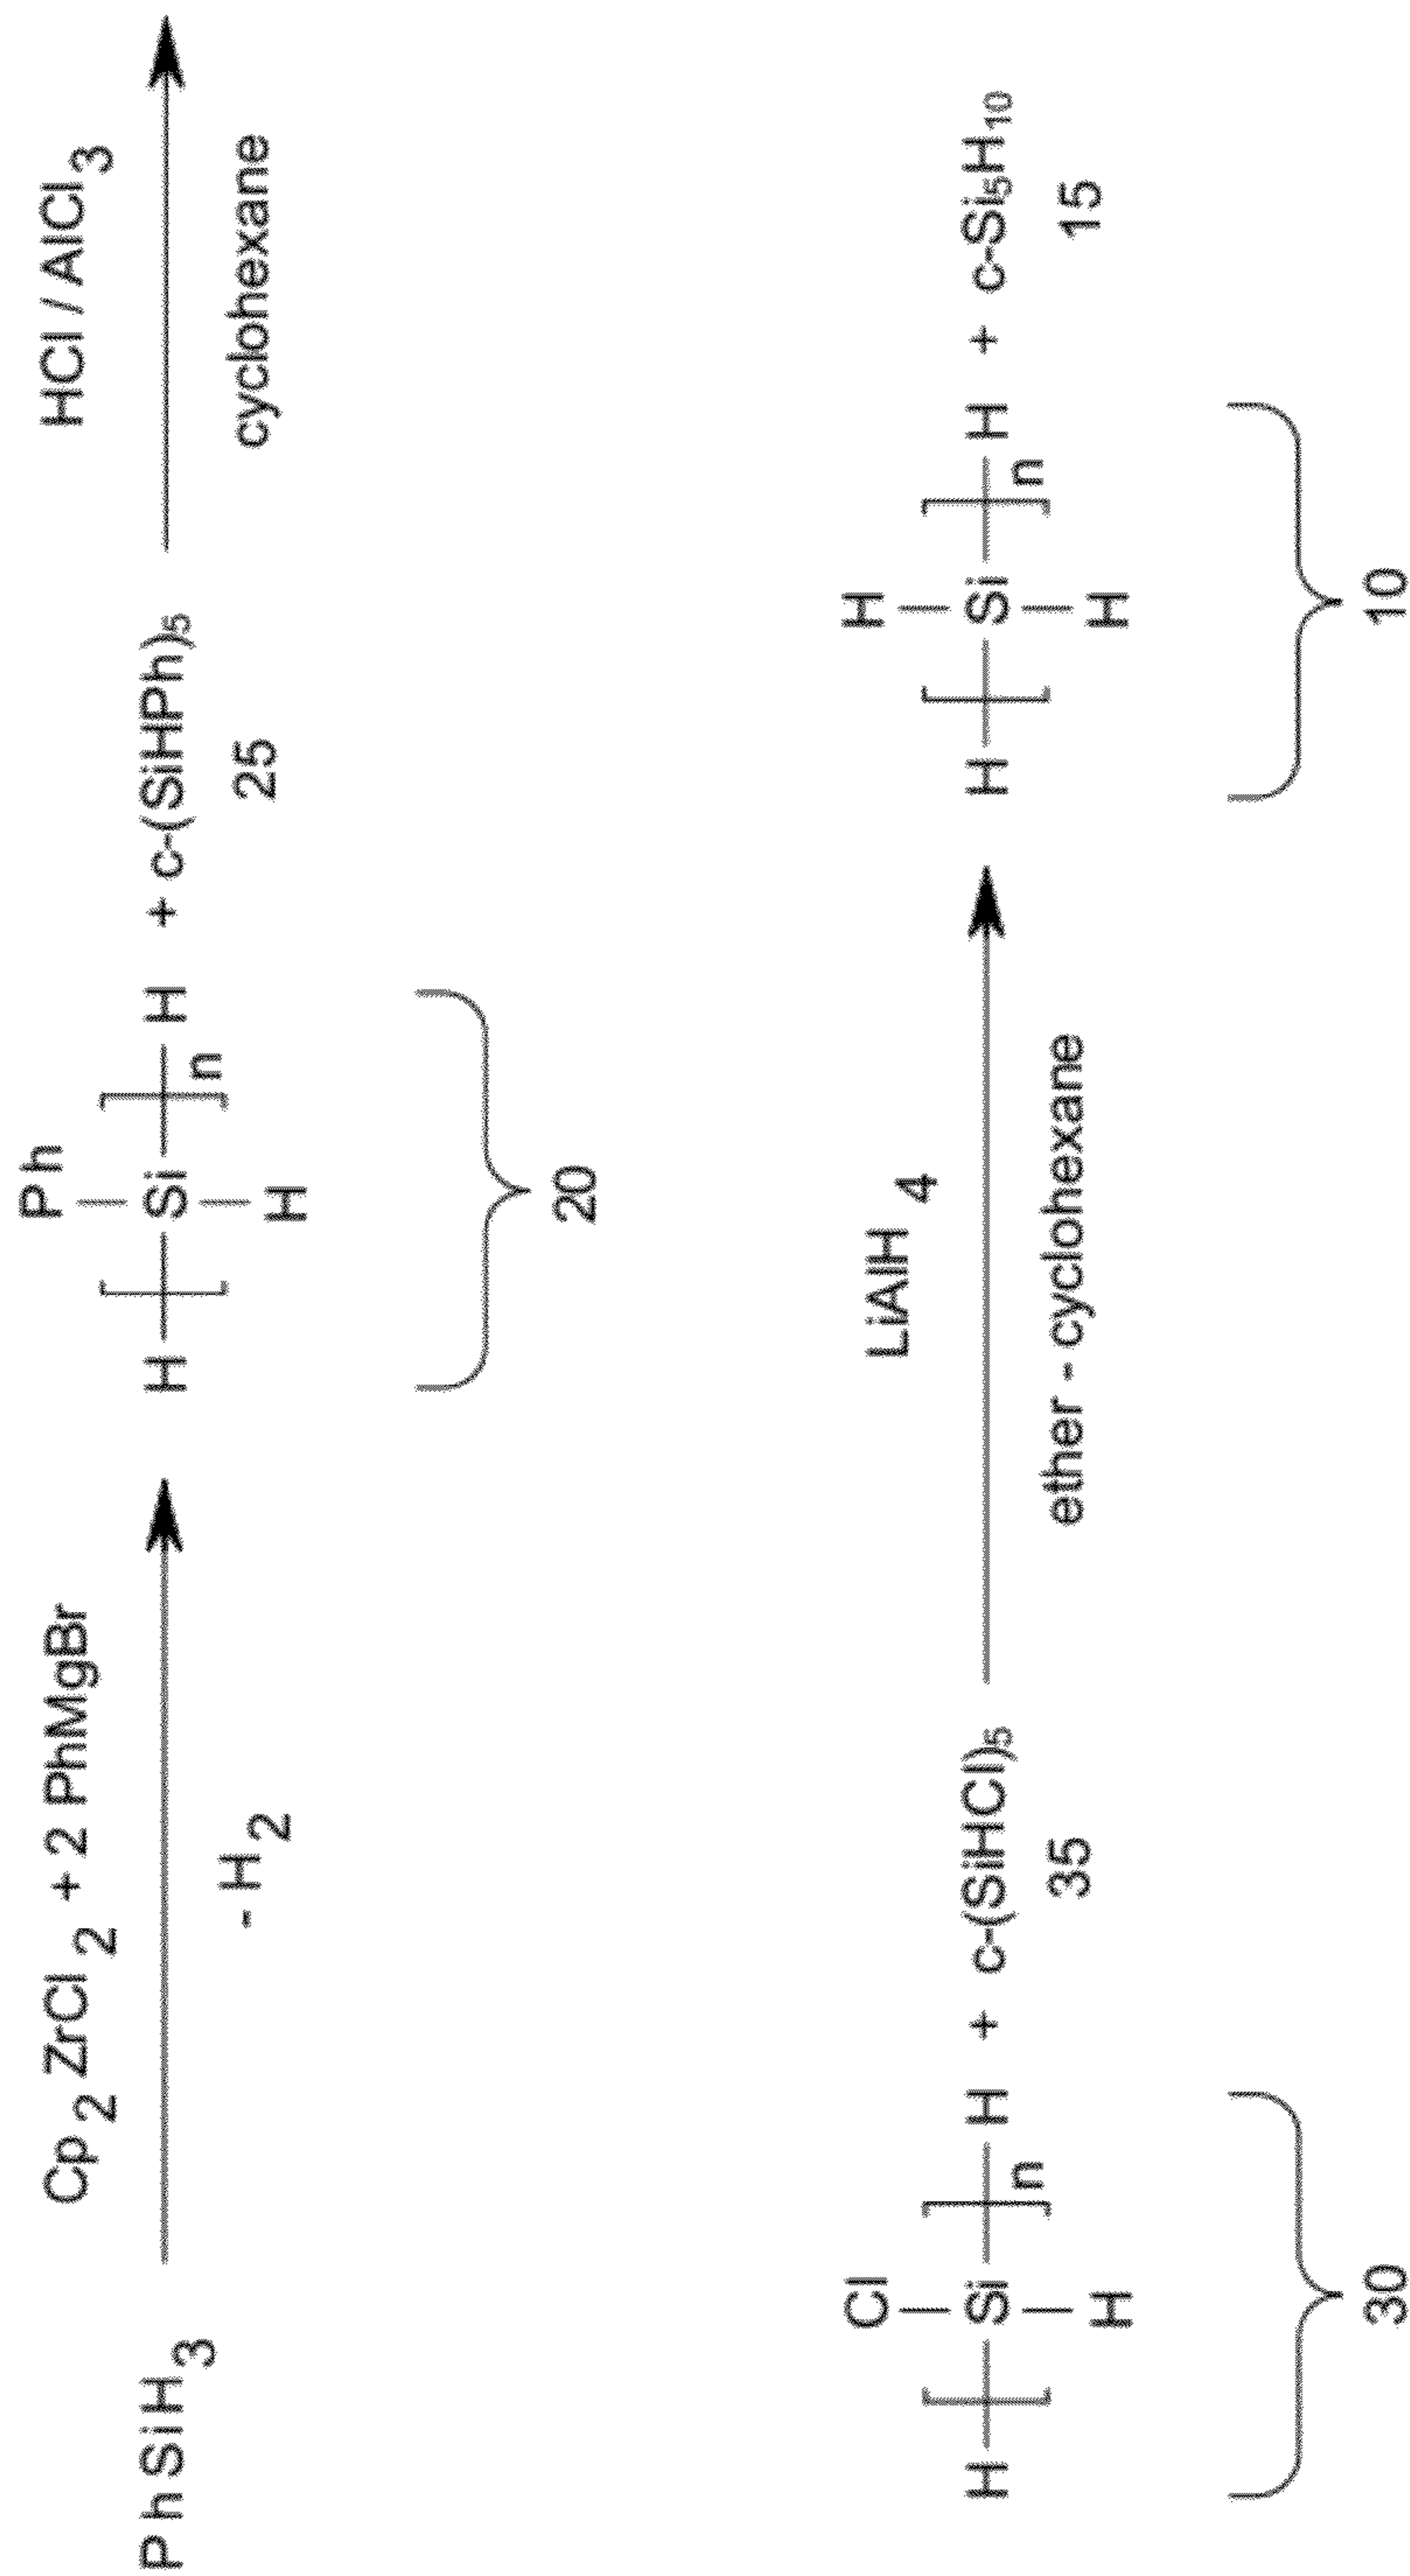 Cp2ZrCl2 + 2 PhMgBr
PhSiH3
- H2
Ph
H [ Si ]n H + c-(SiHPh)5
H
20
25
HCl / AlCl3
cyclohexane
Cl
H [ Si ]n H + c-(SiHCl)5
H
30
35
LiAlH4
ether - cyclohexane
H
H [ Si ]n H + c-Si5H10
H
10
15